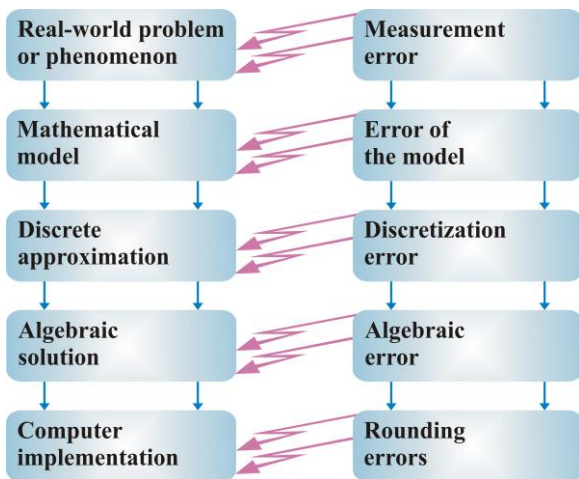 Real-world problem
or phenomenon
Measurement
error
Mathematical
model
Error of
the model
Discrete
approximation
Discretization
error
Algebraic
solution
Algebraic
error
Computer
implementation
Rounding
errors